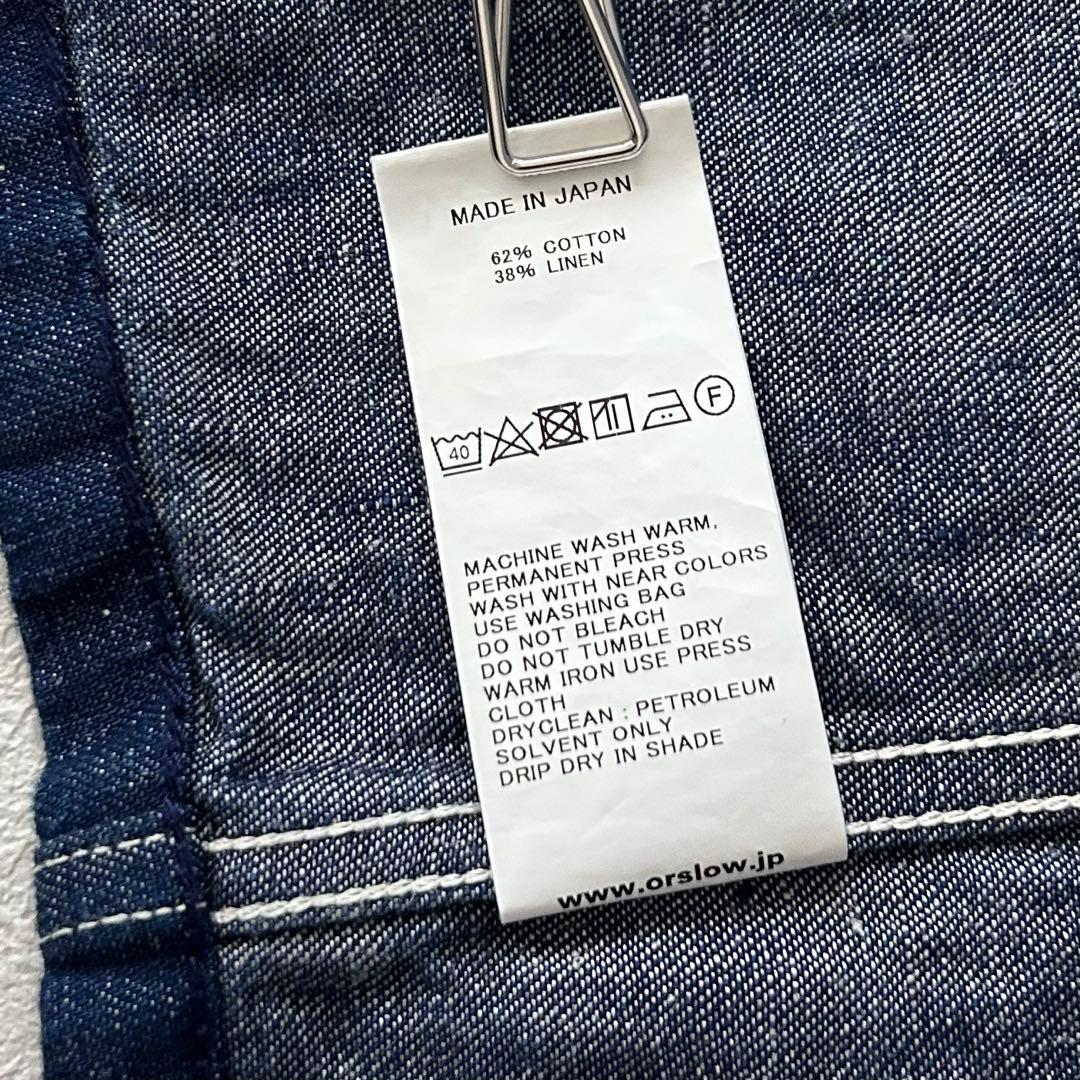 MADE IN JAPAN
62% COTTON
38% LINEN
40 F
MACHINE WASH WARM,
PERMANENT PRESS
WASH WITH NEAR COLORS
USE WASHING BAG
DO NOT BLEACH
DO NOT TUMBLE DRY
WARM IRON USE PRESS
CLOTH
DRYCLEAN : PETROLEUM
SOLVENT ONLY
DRIP DRY IN SHADE
www.orslow.jp